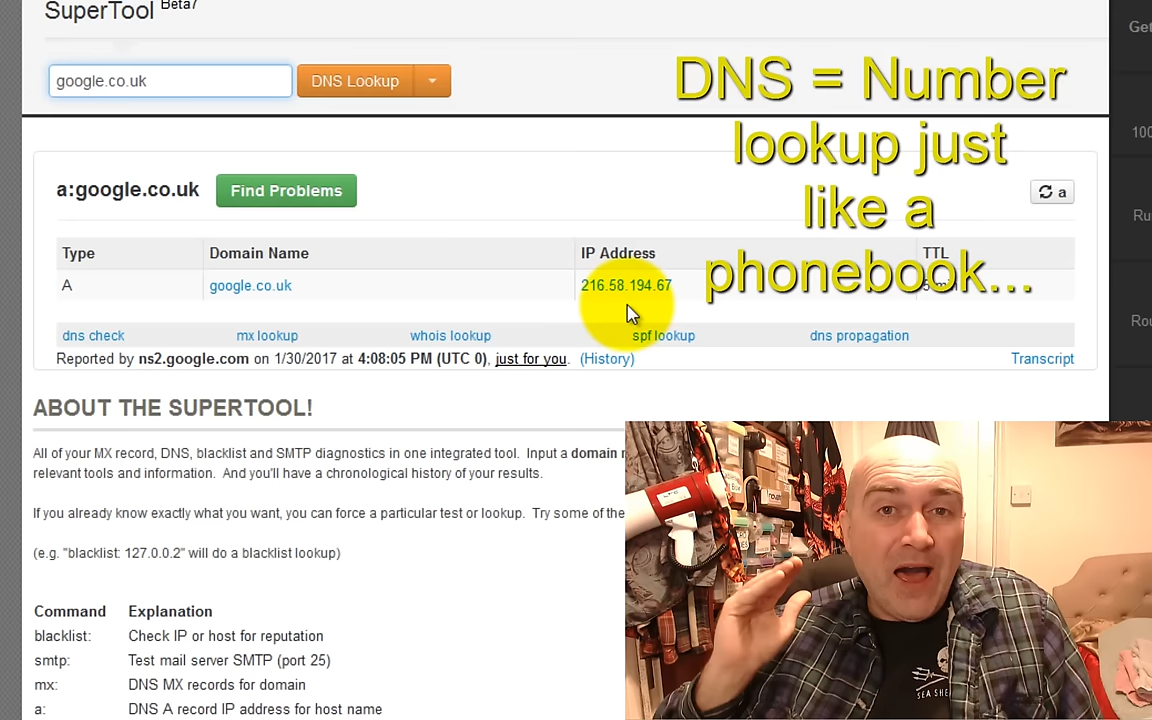 SuperTool Beta7
Get
google.co.uk DNS Lookup
DNS = Number
lookup just
like a
phonebook...
100
a:google.co.uk Find Problems a
Ru
Type Domain Name IP Address TTL
A google.co.uk 216.58.194.67
dns check mx lookup whois lookup spf lookup dns propagation
Rou
Reported by ns2.google.com on 1/30/2017 at 4:08:05 PM (UTC 0), just for you. (History) Transcript
ABOUT THE SUPERTOOL!
All of your MX record, DNS, blacklist and SMTP diagnostics in one integrated tool. Input a domain
relevant tools and information. And you'll have a chronological history of your results.
If you already know exactly what you want, you can force a particular test or lookup. Try some of the
(e.g. "blacklist: 127.0.0.2" will do a blacklist lookup)
Command Explanation
blacklist: Check IP or host for reputation
smtp: Test mail server SMTP (port 25)
mx: DNS MX records for domain
a: DNS A record IP address for host name
SEA SHE